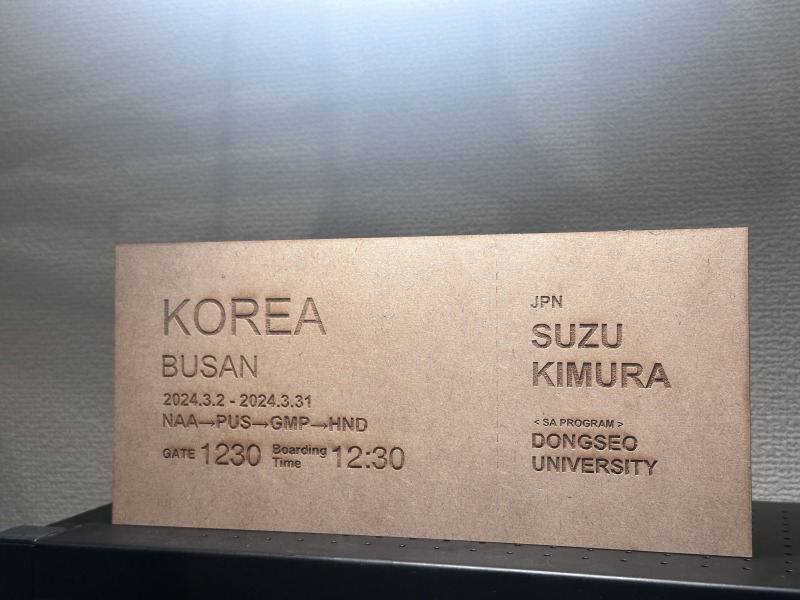 KOREA
BUSAN
2024.3.2 - 2024.3.31
NAA→PUS→GMP→HND
GATE 1230 Boarding Time 12:30
JPN
SUZU
KIMURA
< SA PROGRAM >
DONGSEO
UNIVERSITY